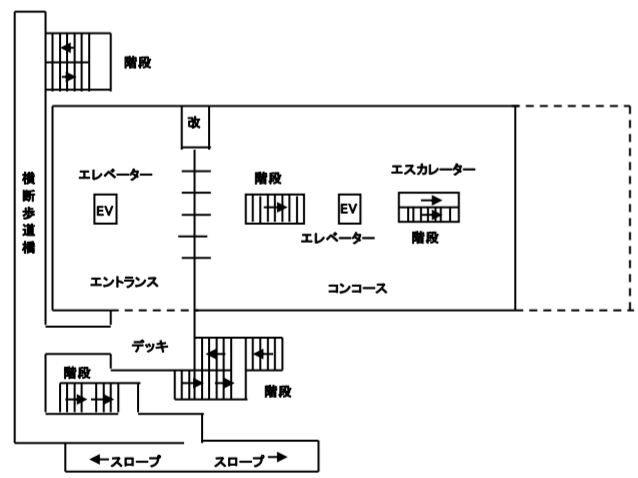 階段
改
横断歩道橋
エレベーター
EV
階段
EV
エレベーター
エスカレーター
階段
エントランス
コンコース
デッキ
階段
階段
スロープ
スロープ